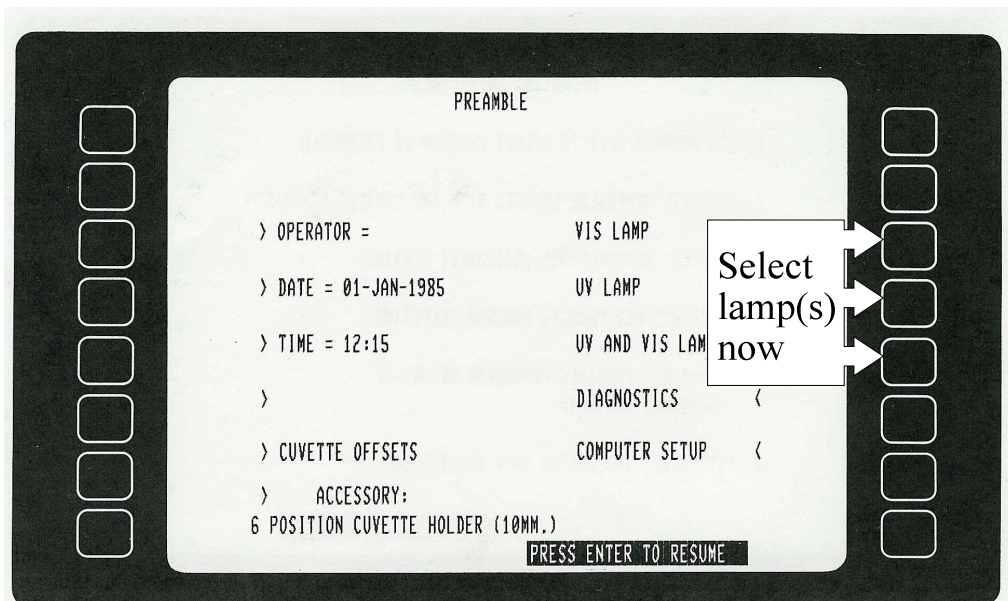 PREAMBLE
> OPERATOR = VIS LAMP
> DATE = 01-JAN-1985 UV LAMP
> TIME = 12:15 UV AND VIS LAM
> DIAGNOSTICS <
> CUVETTE OFFSETS COMPUTER SETUP <
> ACCESSORY:
6 POSITION CUVETTE HOLDER (10MM.)
PRESS ENTER TO RESUME
Select
lamp(s)
now